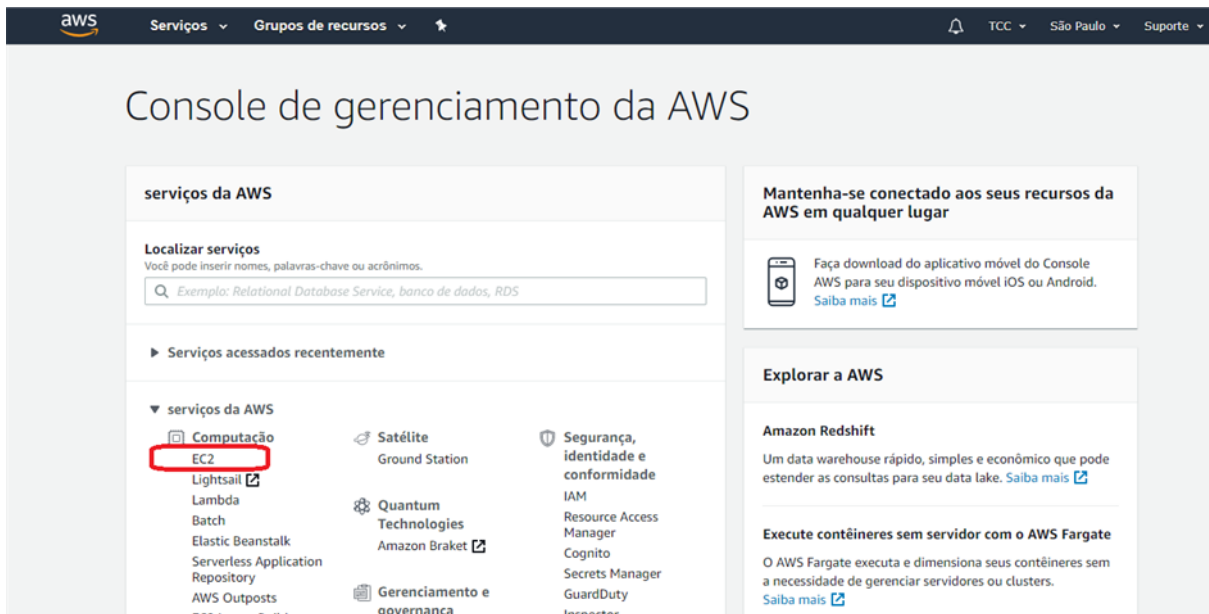 aws
Serviços
Grupos de recursos
TCC
São Paulo
Suporte
Console de gerenciamento da AWS
serviços da AWS
Localizar serviços
Você pode inserir nomes, palavras-chave ou acrônimos.
Exemplo: Relational Database Service, banco de dados, RDS
Serviços acessados recentemente
serviços da AWS
Computação
EC2
Lightsail
Lambda
Batch
Elastic Beanstalk
Serverless Application
Repository
AWS Outposts
Satélite
Ground Station
Quantum
Technologies
Amazon Braket
Gerenciamento e
governança
Segurança,
identidade e
conformidade
IAM
Resource Access
Manager
Cognito
Secrets Manager
GuardDuty
Inspector
Mantenha-se conectado aos seus recursos da
AWS em qualquer lugar
Faça download do aplicativo móvel do Console
AWS para seu dispositivo móvel iOS ou Android.
Saiba mais
Explorar a AWS
Amazon Redshift
Um data warehouse rápido, simples e econômico que pode
estender as consultas para seu data lake. Saiba mais
Execute contêineres sem servidor com o AWS Fargate
O AWS Fargate executa e dimensiona seus contêineres sem
a necessidade de gerenciar servidores ou clusters.
Saiba mais